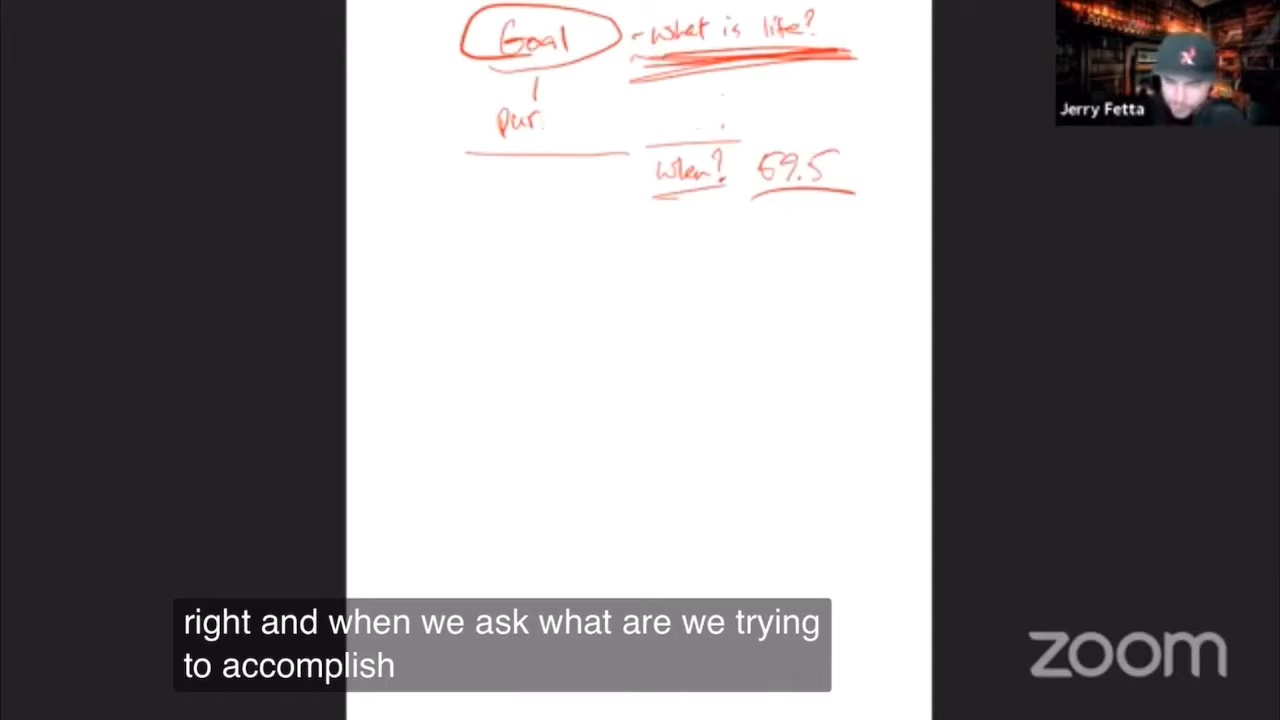 Goal - what is life?
pur.
when? 59.5
Jerry Fetta
right and when we ask what are we trying
to accomplish
zoom